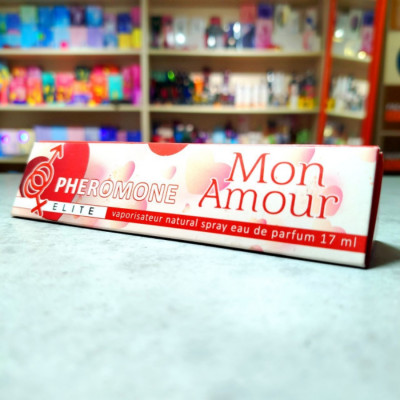 PHEROMONE
ELITE
Mon
Amour
vaporisateur natural spray eau de parfum 17 ml